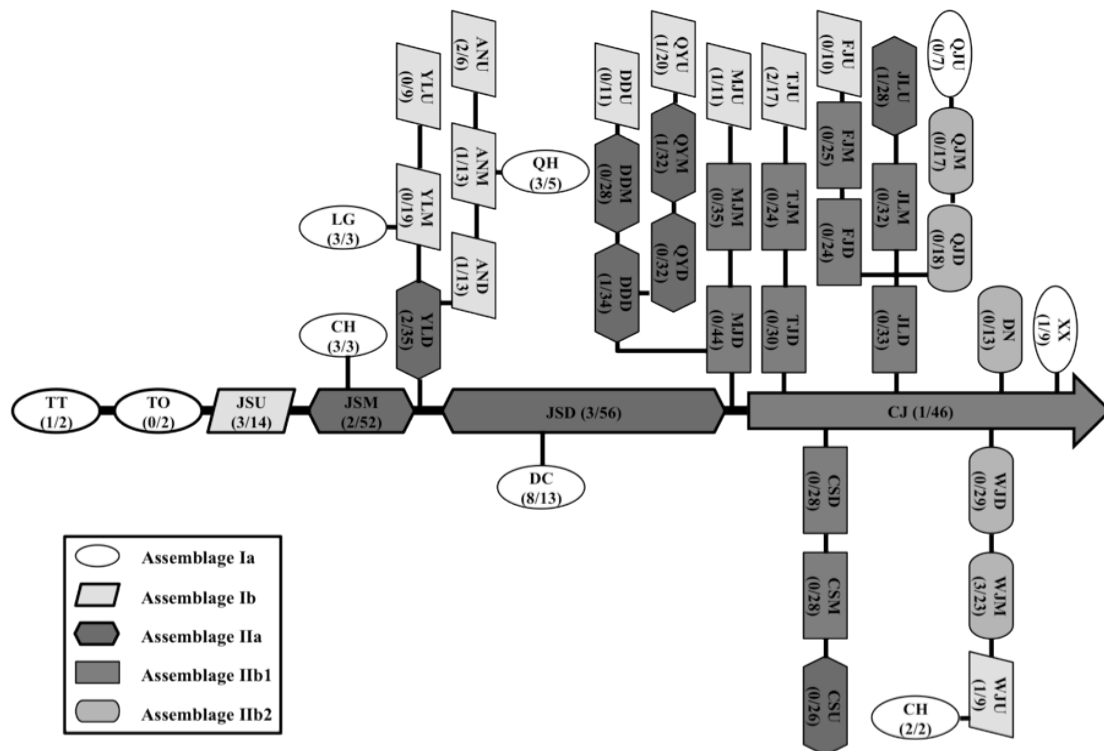 YLU
(0/9)
YLM
(0/19)
LG
(3/3)
YLD
(2/35)
ANU
(2/6)
ANM
(1/13)
AND
(1/13)
QH
(3/5)
DDU
(0/11)
DDM
(0/28)
DDD
(1/34)
QYU
(1/20)
QYM
(1/32)
QYD
(0/32)
MJU
(1/11)
MJM
(0/35)
MJD
(0/44)
TJU
(2/17)
TJM
(0/24)
TJD
(0/30)
FJU
(0/10)
FJM
(0/25)
FJD
(0/24)
JLU
(1/28)
JLM
(0/32)
JLD
(0/33)
QJU
(0/7)
QJM
(0/17)
QJD
(0/18)
DN
(0/13)
XX
(1/9)
CH
(3/3)
TT
(1/2)
TO
(0/2)
JSU
(3/14)
JSM
(2/52)
JSD (3/56)
CJ (1/46)
DC
(8/13)
CSD
(0/28)
CSM
(0/28)
CSU
(0/26)
WJD
(0/29)
WJM
(3/23)
WJU
(1/9)
CH
(2/2)
Assemblage Ia
Assemblage Ib
Assemblage IIa
Assemblage IIb1
Assemblage IIb2